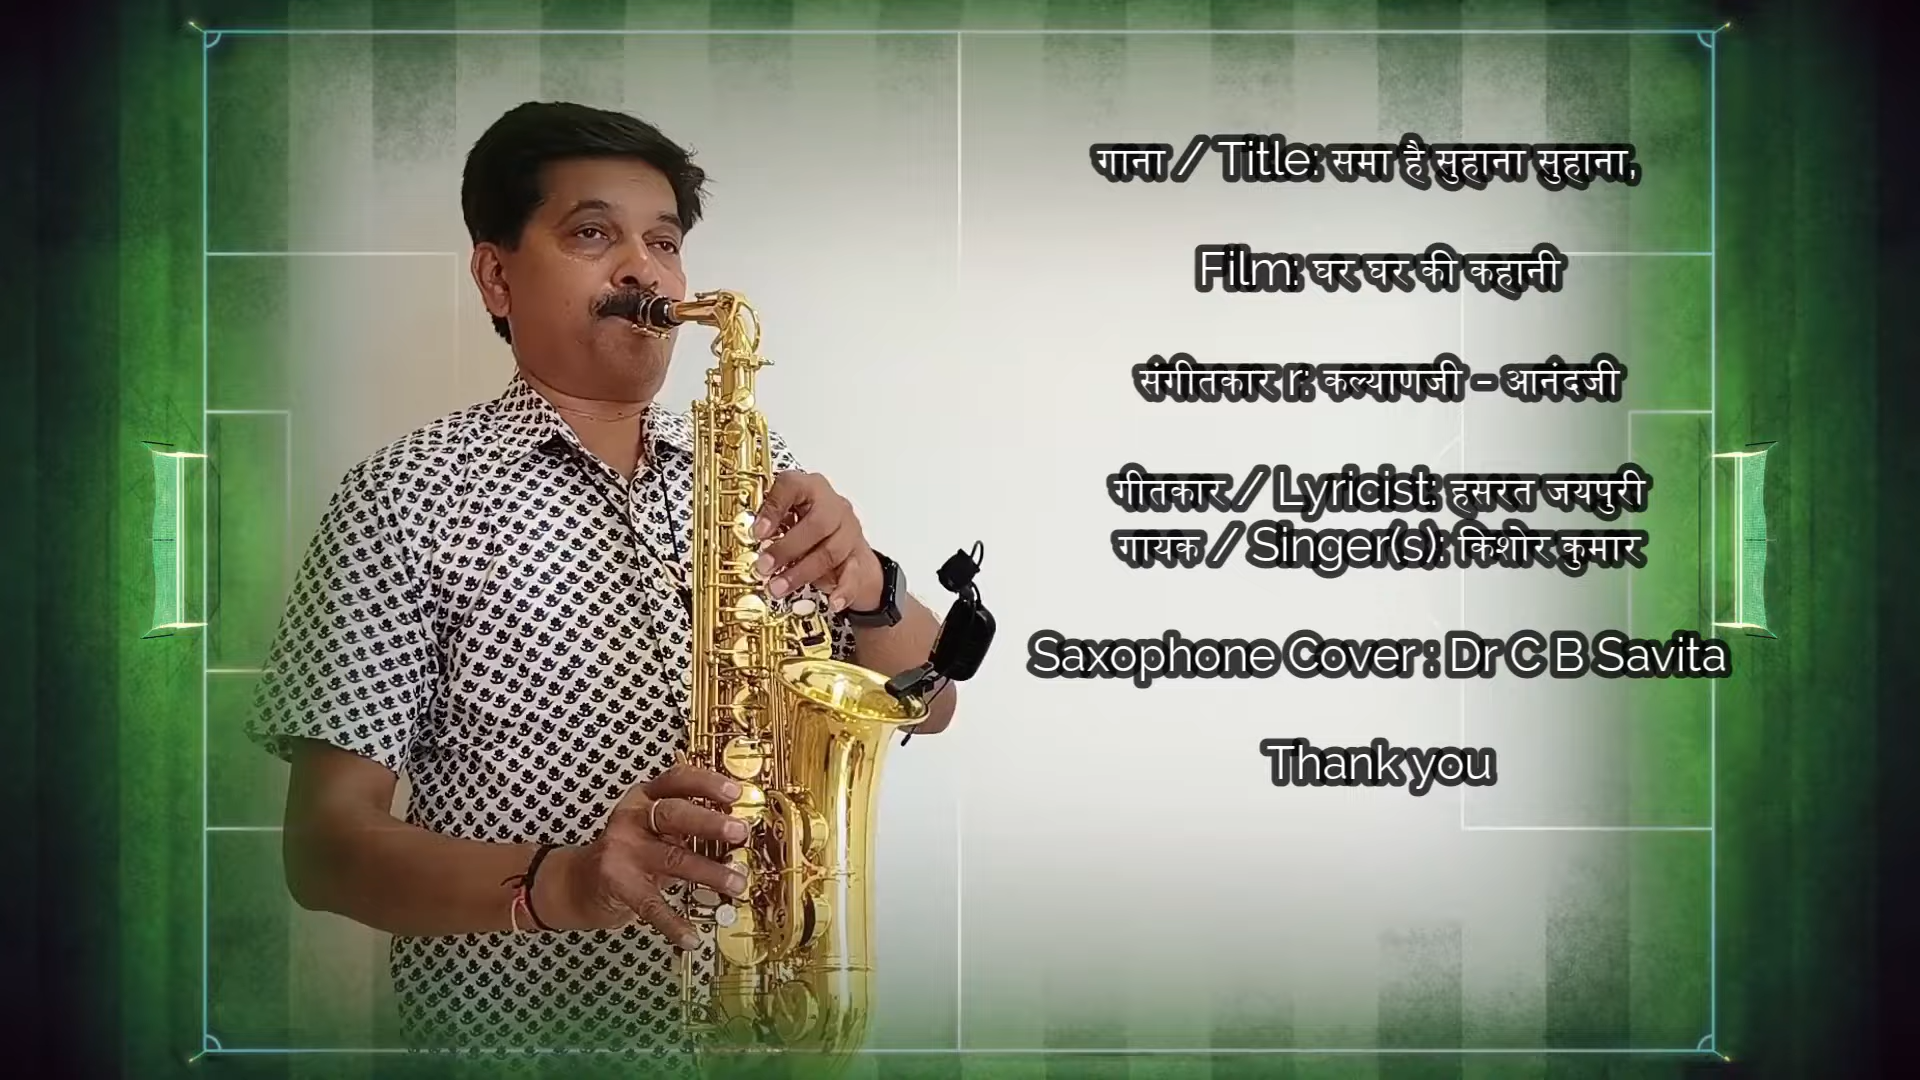 गाना / Title: समा है सुहाना सुहाना,
Film: घर घर की कहानी
संगीतकार r: कल्याणजी – आनंदजी
गीतकार / Lyricist: हसरत जयपुरी
गायक / Singer(s): किशोर कुमार
Saxophone Cover : Dr C B Savita
Thank you